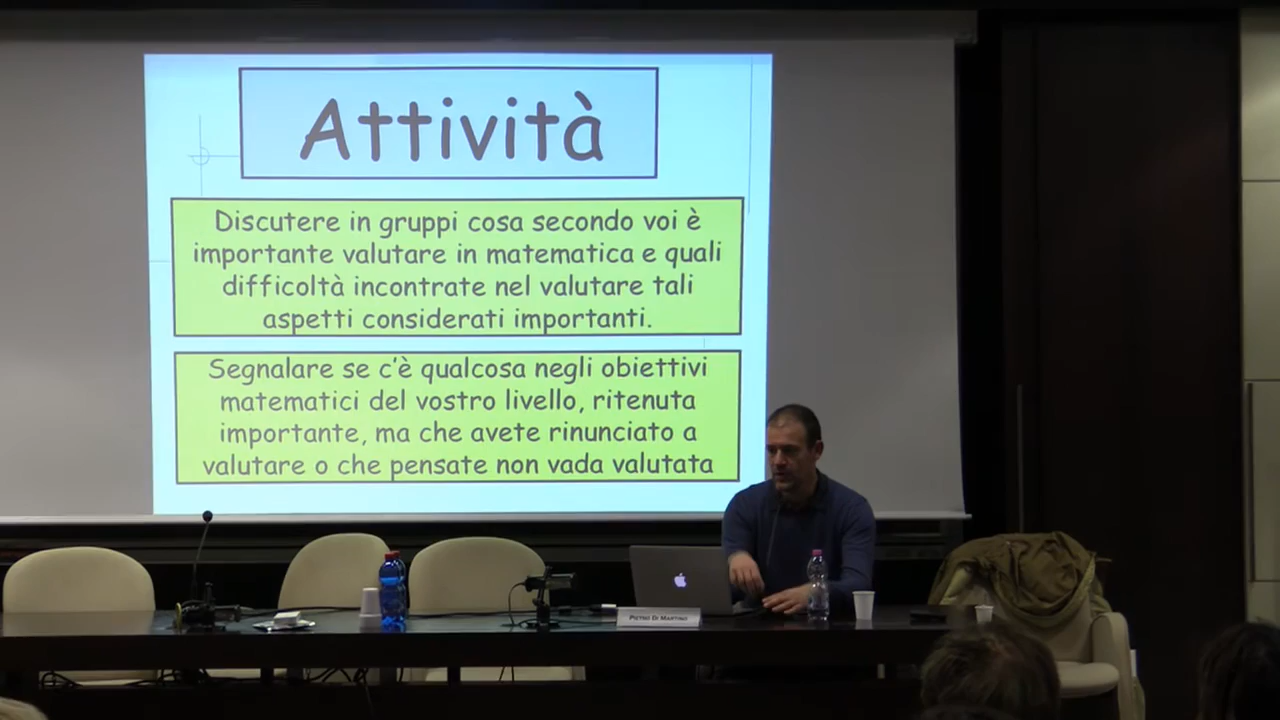 Attività
Discutere in gruppi cosa secondo voi è
importante valutare in matematica e quali
difficoltà incontrate nel valutare tali
aspetti considerati importanti.
Segnalare se c'è qualcosa negli obiettivi
matematici del vostro livello, ritenuta
importante, ma che avete rinunciato a
valutare o che pensate non vada valutata
PIETRO DI MARTINO